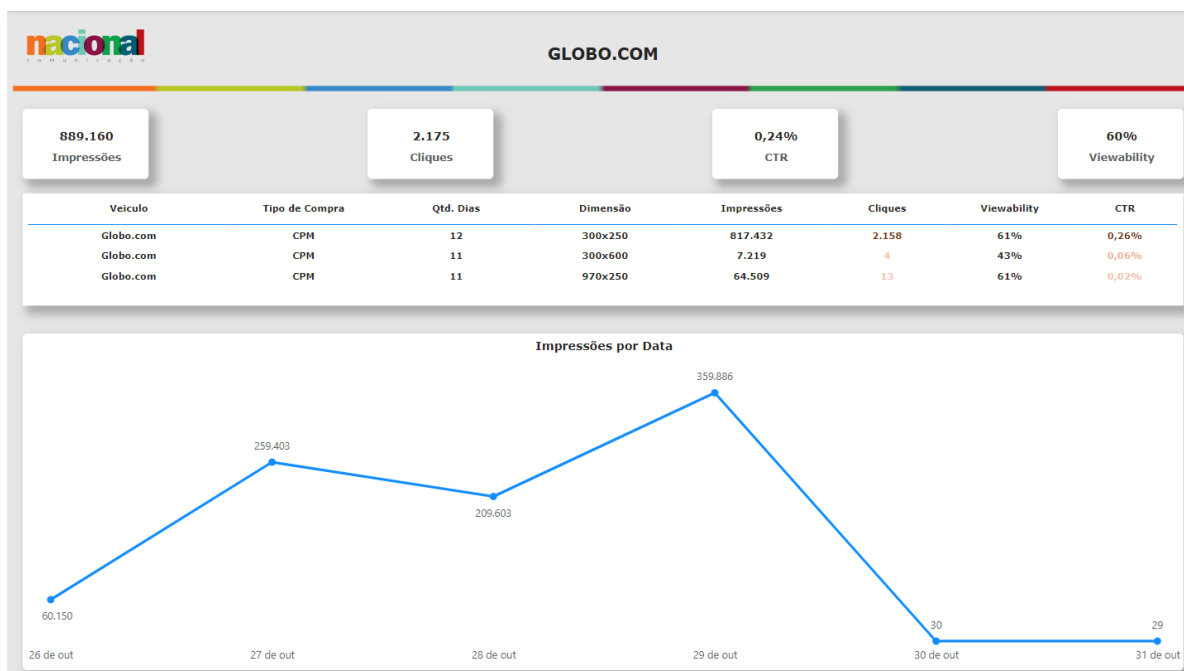 nacional
comunicação
GLOBO.COM
889.160
Impressões
2.175
Cliques
0,24%
CTR
60%
Viewability
Veiculo Tipo de Compra Qtd. Dias Dimensão Impressões Cliques Viewability CTR
Globo.com CPM 12 300x250 817.432 2.158 61% 0,26%
Globo.com CPM 11 300x600 7.219 4 43% 0,06%
Globo.com CPM 11 970x250 64.509 13 61% 0,02%
Impressões por Data
359.886
259.403
209.603
60.150
30
29
26 de out 27 de out 28 de out 29 de out 30 de out 31 de out